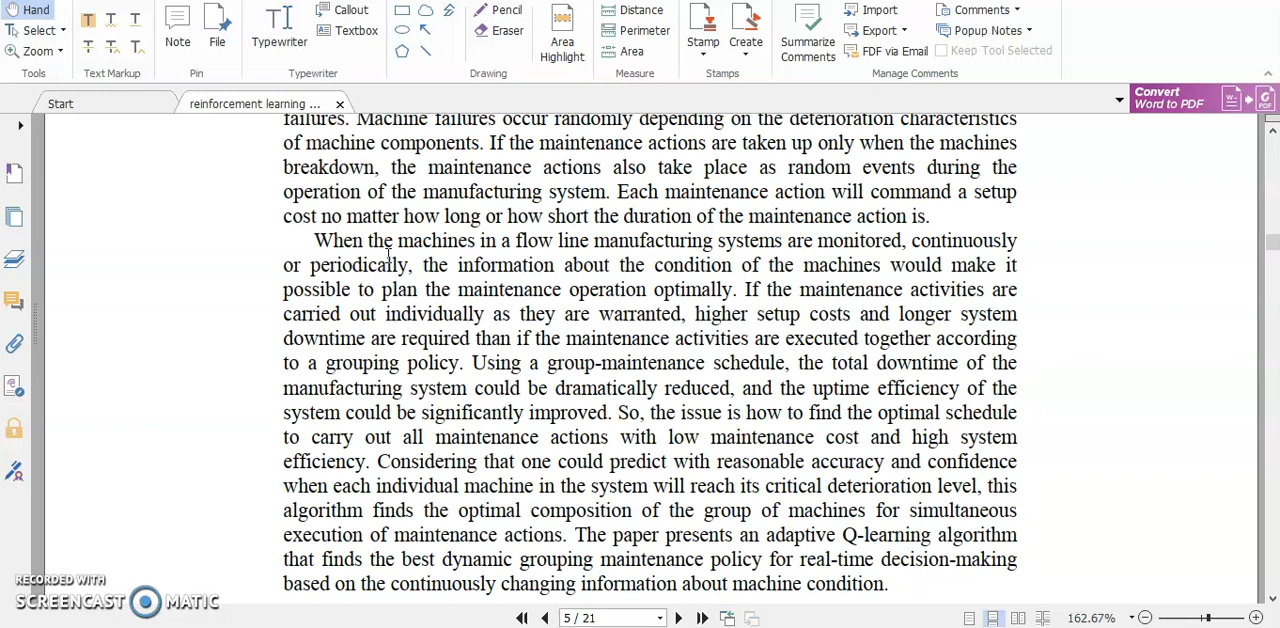 Hand
Select
Zoom
Tools
Text Markup
Note
File
Pin
Typewriter
Callout
Textbox
Typewriter
Pencil
Eraser
Area
Highlight
Drawing
Distance
Perimeter
Area
Measure
Stamp
Create
Stamps
Summarize
Comments
Import
Export
FDF via Email
Comments
Popup Notes
Keep Tool Selected
Manage Comments
Start
reinforcement learning ...
Convert
Word to PDF
failures. Machine failures occur randomly depending on the deterioration characteristics
of machine components. If the maintenance actions are taken up only when the machines
breakdown, the maintenance actions also take place as random events during the
operation of the manufacturing system. Each maintenance action will command a setup
cost no matter how long or how short the duration of the maintenance action is.
When the machines in a flow line manufacturing systems are monitored, continuously
or periodically, the information about the condition of the machines would make it
possible to plan the maintenance operation optimally. If the maintenance activities are
carried out individually as they are warranted, higher setup costs and longer system
downtime are required than if the maintenance activities are executed together according
to a grouping policy. Using a group-maintenance schedule, the total downtime of the
manufacturing system could be dramatically reduced, and the uptime efficiency of the
system could be significantly improved. So, the issue is how to find the optimal schedule
to carry out all maintenance actions with low maintenance cost and high system
efficiency. Considering that one could predict with reasonable accuracy and confidence
when each individual machine in the system will reach its critical deterioration level, this
algorithm finds the optimal composition of the group of machines for simultaneous
execution of maintenance actions. The paper presents an adaptive Q-learning algorithm
that finds the best dynamic grouping maintenance policy for real-time decision-making
based on the continuously changing information about machine condition.
RECORDED WITH
SCREENCAST MATIC
5 / 21
162.67%